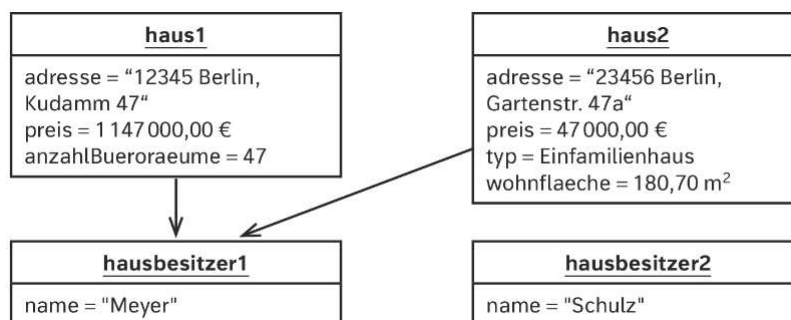 haus1
adresse = “12345 Berlin,
Kudamm 47“
preis = 1 147 000,00 €
anzahlBueroraeume = 47
haus2
adresse = “23456 Berlin,
Gartenstr. 47a“
preis = 47 000,00 €
typ = Einfamilienhaus
wohnflaeche = 180,70 m²
hausbesitzer1
name = "Meyer"
hausbesitzer2
name = "Schulz"